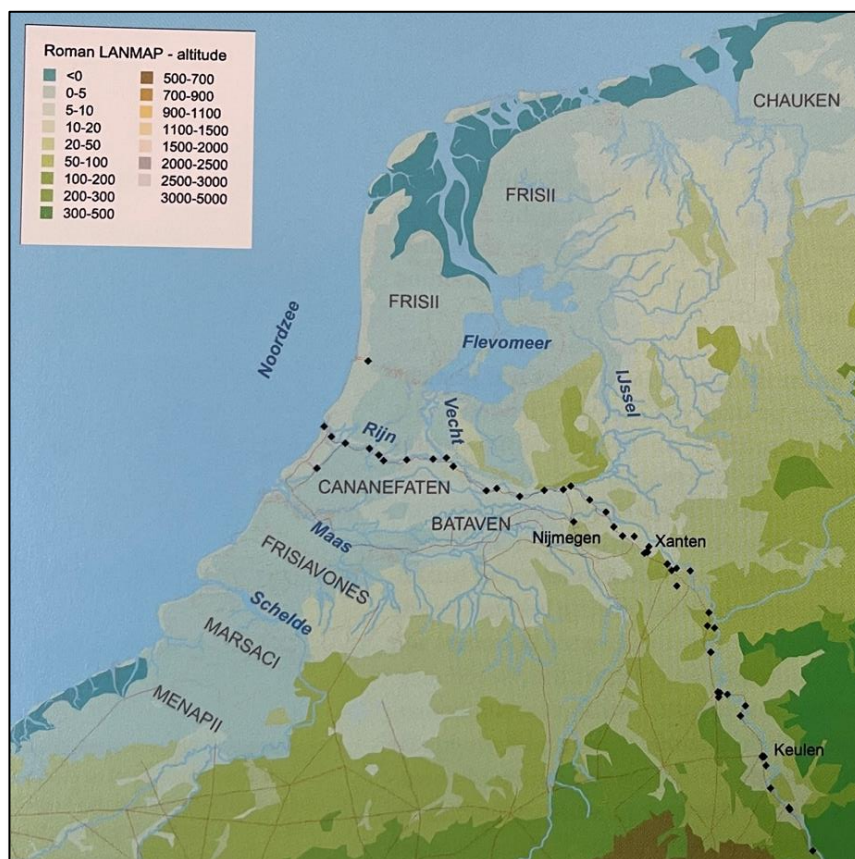 Roman LANMAP - altitude
<0
0-5
5-10
10-20
20-50
50-100
100-200
200-300
300-500
500-700
700-900
900-1100
1100-1500
1500-2000
2000-2500
2500-3000
3000-5000
CHAUKEN
FRISII
FRISII
Noordzee
Flevomeer
IJssel
Vecht
Rijn
CANANEFATEN
BATAVEN
Maas
Nijmegen
Xanten
FRISIAVONES
Schelde
MARSACI
MENAPII
Keulen